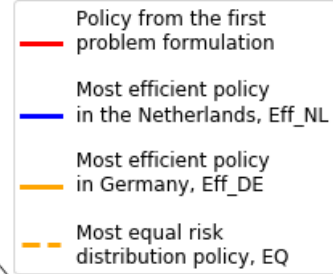 Policy from the first
problem formulation
Most efficient policy
in the Netherlands, Eff_NL
Most efficient policy
in Germany, Eff_DE
Most equal risk
distribution policy, EQ